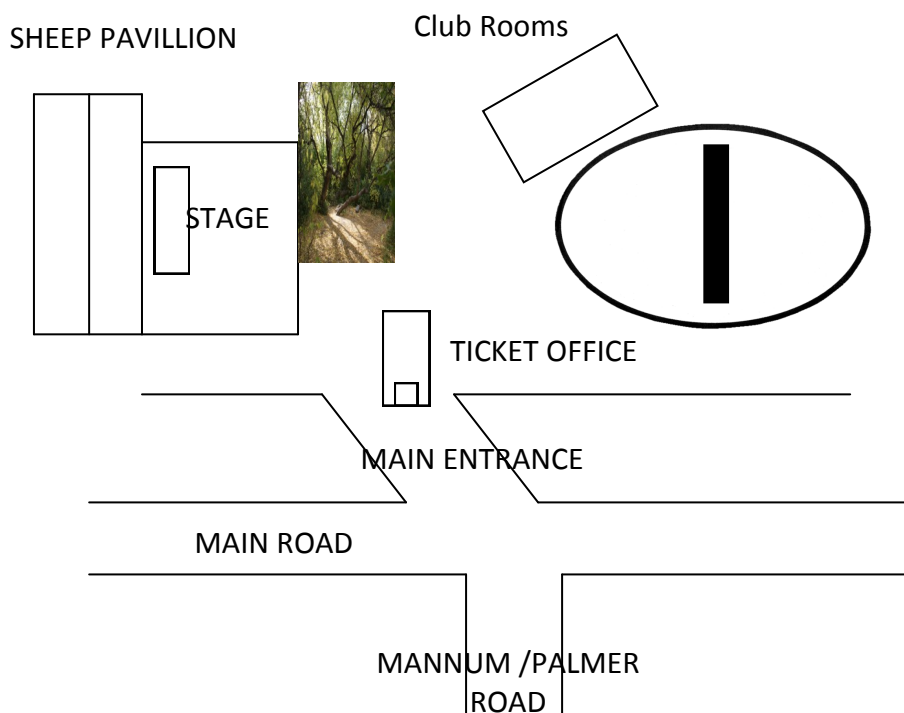 Club Rooms
SHEEP PAVILLION
STAGE
TICKET OFFICE
MAIN ENTRANCE
MAIN ROAD
MANNUM /PALMER
ROAD